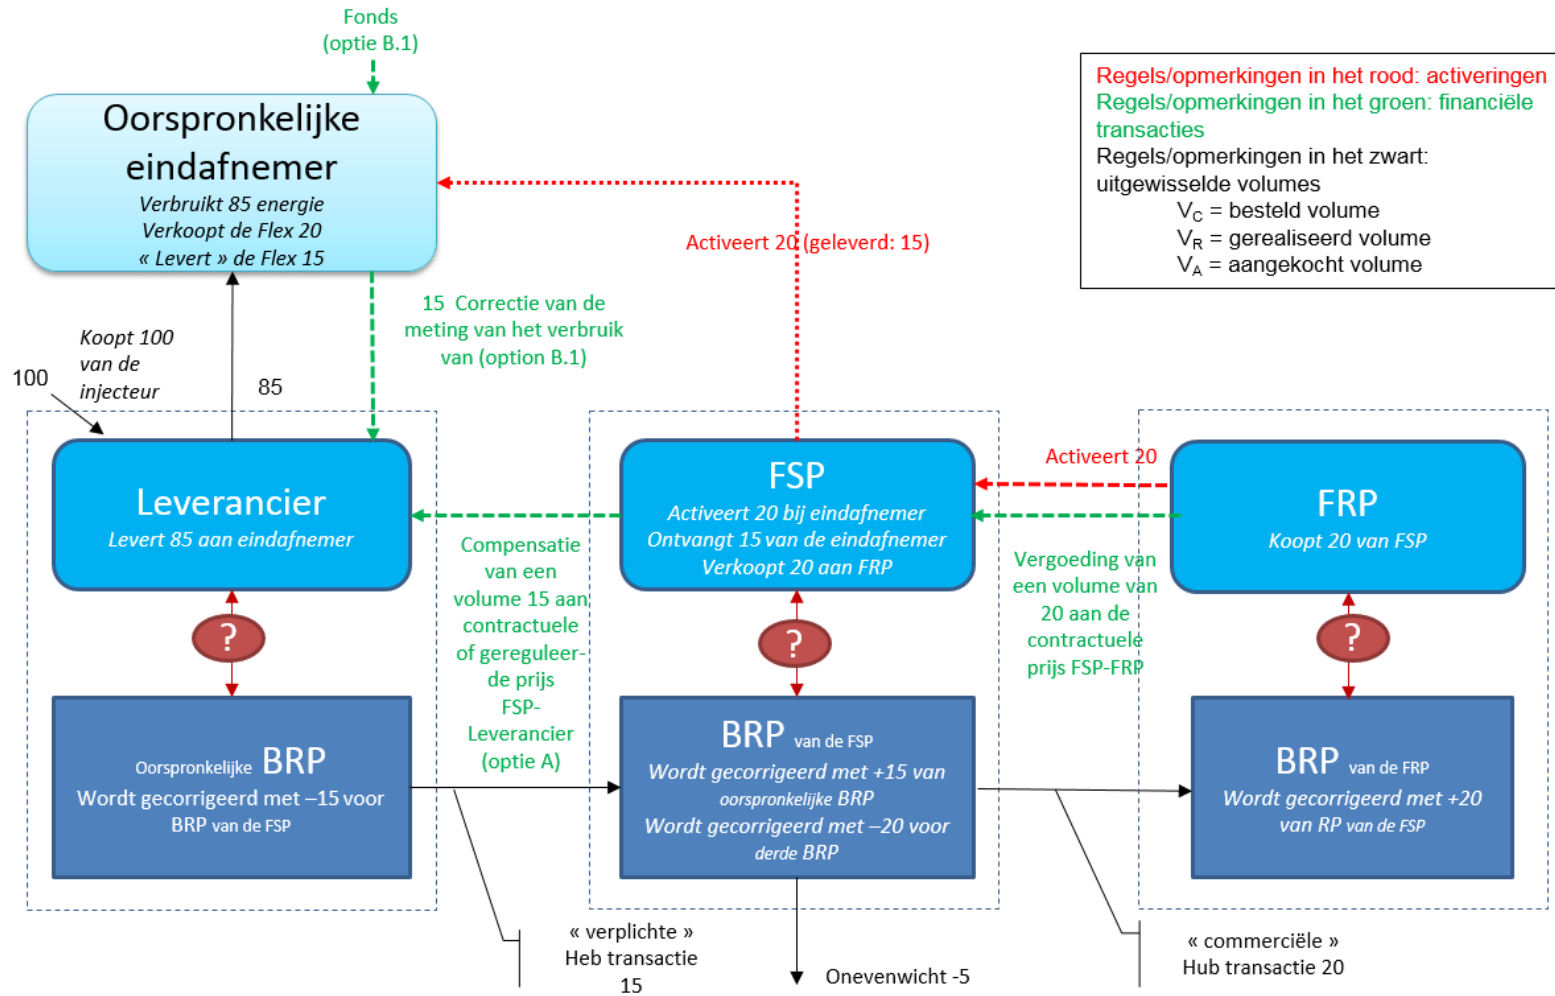 Fonds
(optie B.1)
Oorspronkelijke
eindafnemer
Verbruikt 85 energie
Verkoopt de Flex 20
« Levert » de Flex 15
Regels/opmerkingen in het rood: activeringen
Regels/opmerkingen in het groen: financiële
transacties
Regels/opmerkingen in het zwart:
uitgewisselde volumes
VC = besteld volume
VR = gerealiseerd volume
VA = aangekocht volume
Activeert 20 (geleverd: 15)
15 Correctie van de
meting van het verbruik
van (option B.1)
Koopt 100
van de
injecteur
100
85
Leverancier
Levert 85 aan eindafnemer
FSP
Activeert 20 bij eindafnemer
Ontvangt 15 van de eindafnemer
Verkoopt 20 aan FRP
Activeert 20
FRP
Koopt 20 van FSP
Compensatie
van een
volume 15 aan
contractuele
of gereguleer-
de prijs
FSP-
Leverancier
(optie A)
Vergoeding van
een volume van
20 aan de
contractuele
prijs FSP-FRP
?
?
?
Oorspronkelijke BRP
Wordt gecorrigeerd met –15 voor
BRP van de FSP
BRP van de FSP
Wordt gecorrigeerd met +15 van
oorspronkelijke BRP
Wordt gecorrigeerd met –20 voor
derde BRP
BRP van de FRP
Wordt gecorrigeerd met +20
van RP van de FSP
« verplichte »
Heb transactie
15
Onevenwicht -5
« commerciële »
Hub transactie 20